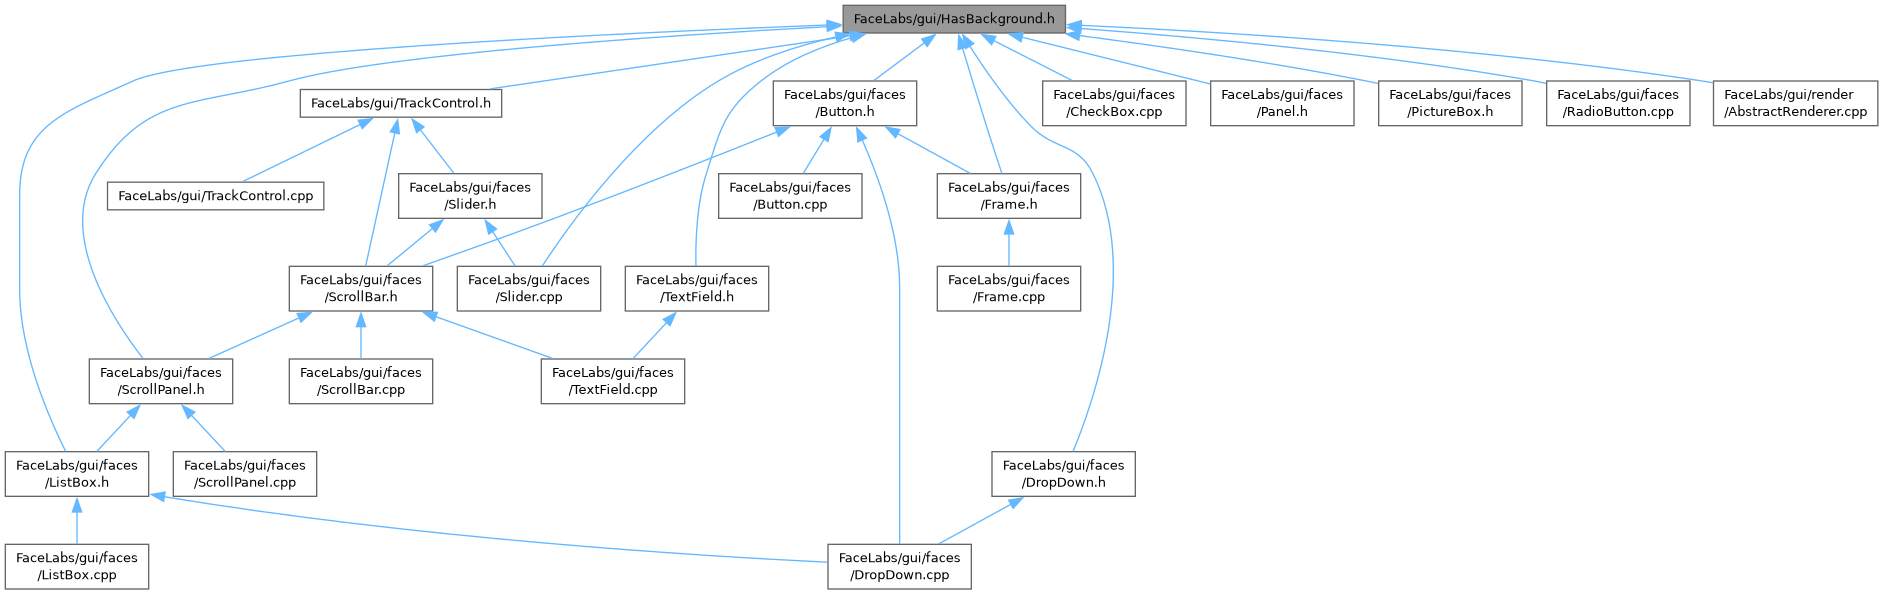 FaceLabs/gui/HasBackground.h
FaceLabs/gui/TrackControl.h
FaceLabs/gui/faces
/Button.h
FaceLabs/gui/faces
/CheckBox.cpp
FaceLabs/gui/faces
/Panel.h
FaceLabs/gui/faces
/PictureBox.h
FaceLabs/gui/faces
/RadioButton.cpp
FaceLabs/gui/render
/AbstractRenderer.cpp
FaceLabs/gui/TrackControl.cpp
FaceLabs/gui/faces
/Slider.h
FaceLabs/gui/faces
/Button.cpp
FaceLabs/gui/faces
/Frame.h
FaceLabs/gui/faces
/ScrollBar.h
FaceLabs/gui/faces
/Slider.cpp
FaceLabs/gui/faces
/TextField.h
FaceLabs/gui/faces
/Frame.cpp
FaceLabs/gui/faces
/ScrollPanel.h
FaceLabs/gui/faces
/ScrollBar.cpp
FaceLabs/gui/faces
/TextField.cpp
FaceLabs/gui/faces
/ListBox.h
FaceLabs/gui/faces
/ScrollPanel.cpp
FaceLabs/gui/faces
/DropDown.h
FaceLabs/gui/faces
/ListBox.cpp
FaceLabs/gui/faces
/DropDown.cpp